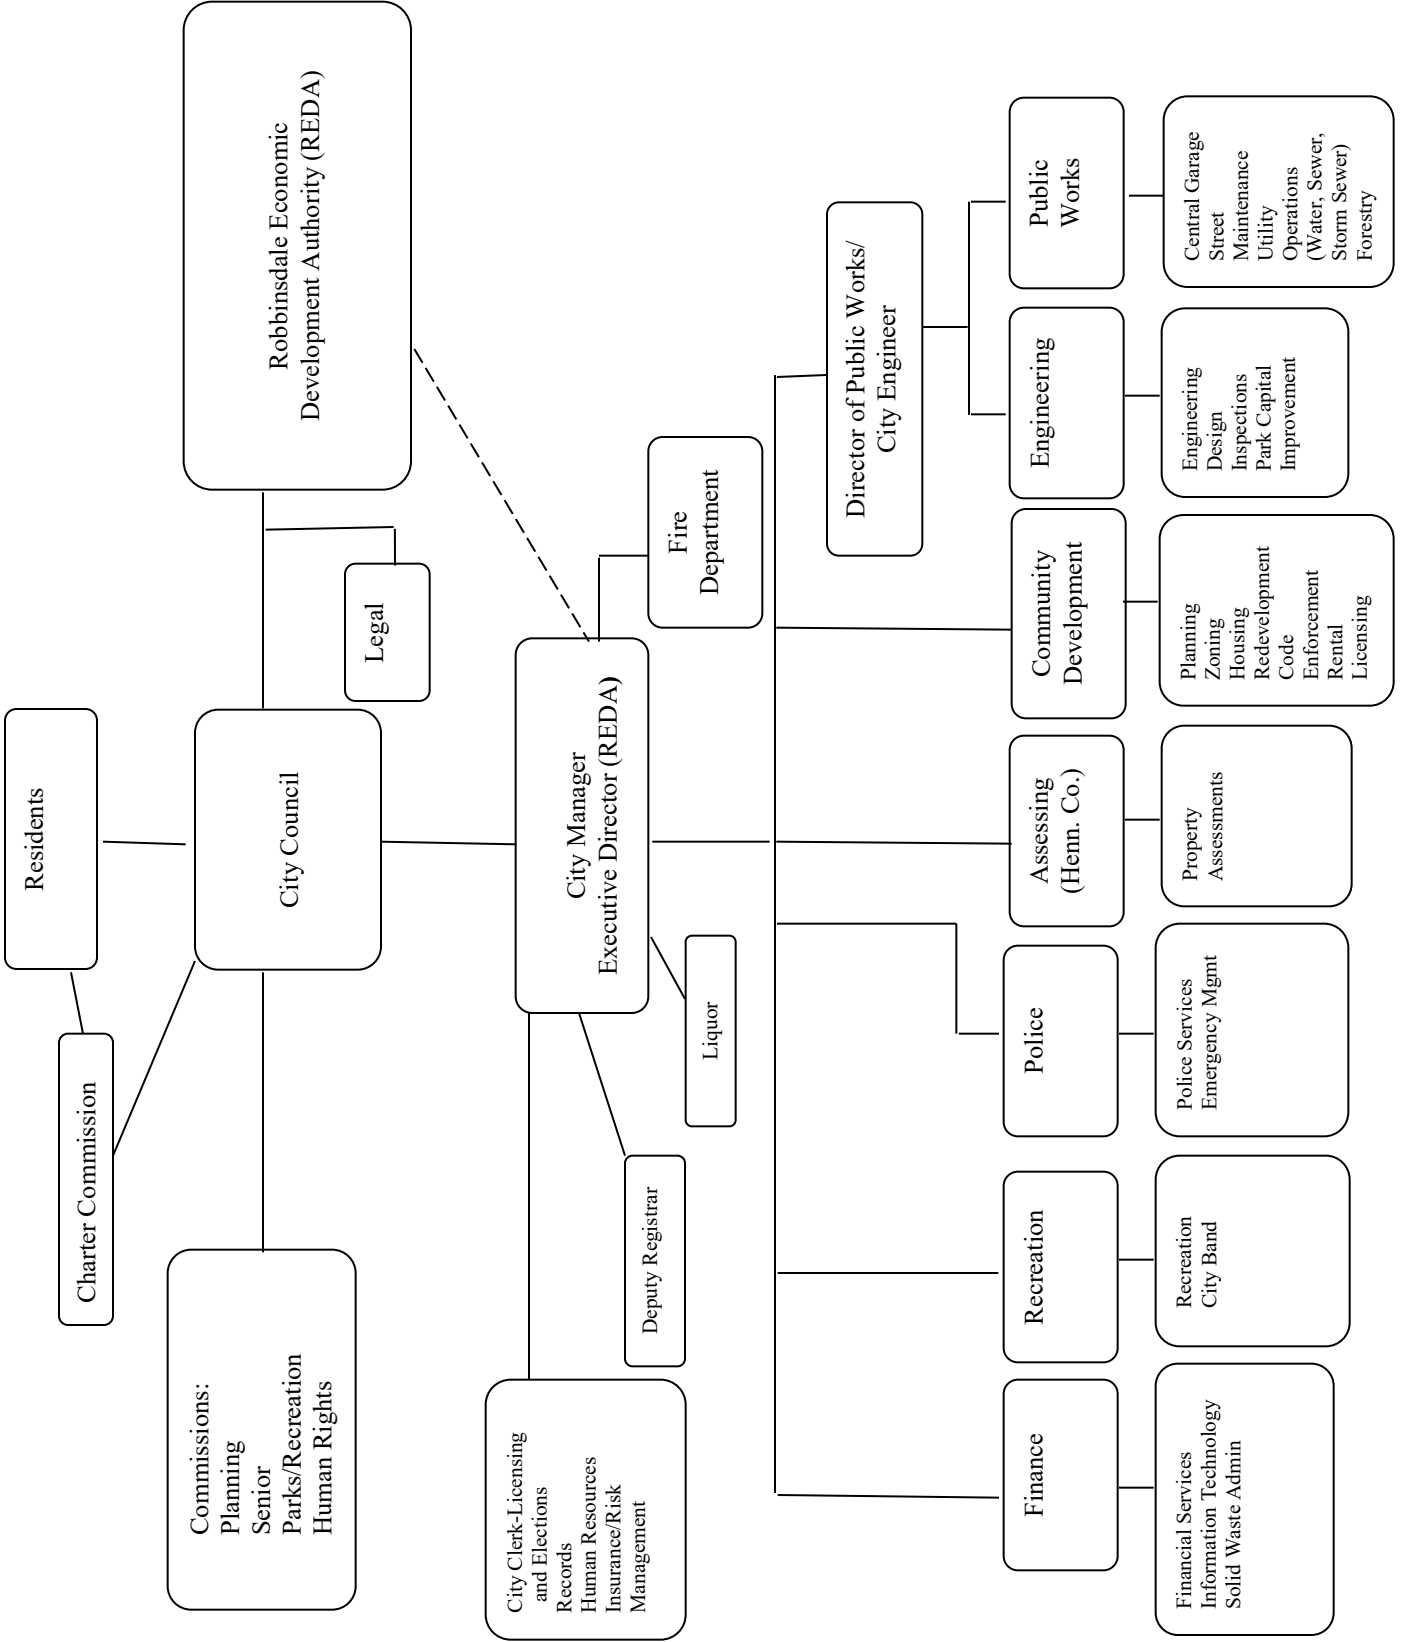 Residents
Charter Commission
Commissions:
Planning
Senior
Parks/Recreation
Human Rights
City Council
Legal
Robbinsdale Economic
Development Authority (REDA)
City Clerk-Licensing
and Elections
Records
Human Resources
Insurance/Risk
Management
Deputy Registrar
Liquor
City Manager
Executive Director (REDA)
Fire
Department
Director of Public Works/
City Engineer
Finance
Recreation
Police
Assessing
(Henn. Co.)
Community
Development
Engineering
Public
Works
Financial Services
Information Technology
Solid Waste Admin
Recreation
City Band
Police Services
Emergency Mgmt
Property
Assessments
Planning
Zoning
Housing
Redevelopment
Code
Enforcement
Rental
Licensing
Engineering
Design
Inspections
Park Capital
Improvement
Central Garage
Street
Maintenance
Utility
Operations
(Water, Sewer,
Storm Sewer)
Forestry